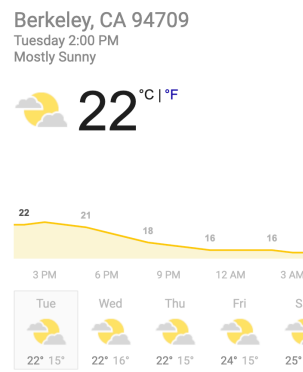 Berkeley, CA 94709
Tuesday 2:00 PM
Mostly Sunny
22 °C | °F
22 21 18 16 16
3 PM 6 PM 9 PM 12 AM 3 AM
Tue Wed Thu Fri S
22° 15° 22° 16° 22° 15° 24° 15° 25°